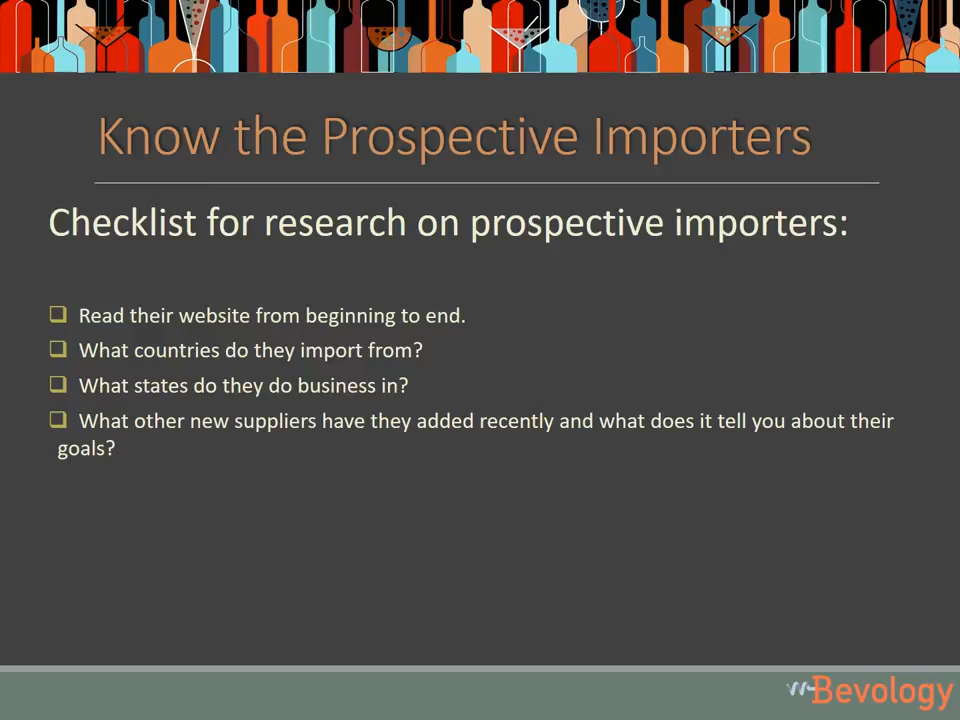 Know the Prospective Importers
Checklist for research on prospective importers:
❑ Read their website from beginning to end.
❑ What countries do they import from?
❑ What states do they do business in?
❑ What other new suppliers have they added recently and what does it tell you about their
goals?
Bevology